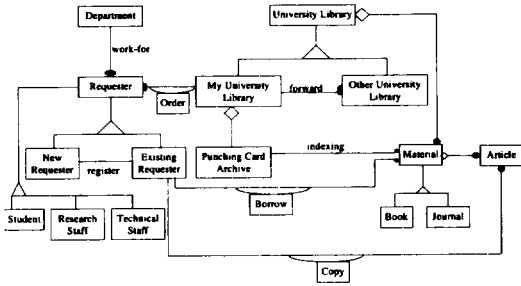 Department
University Library
work-for
Requester
Order
My University
Library
forward
Other University
Library
New
Requester
register
Existing
Requester
Punching Card
Archive
indexing
Material
Article
Student
Research
Staff
Technical
Staff
Borrow
Book
Journal
Copy